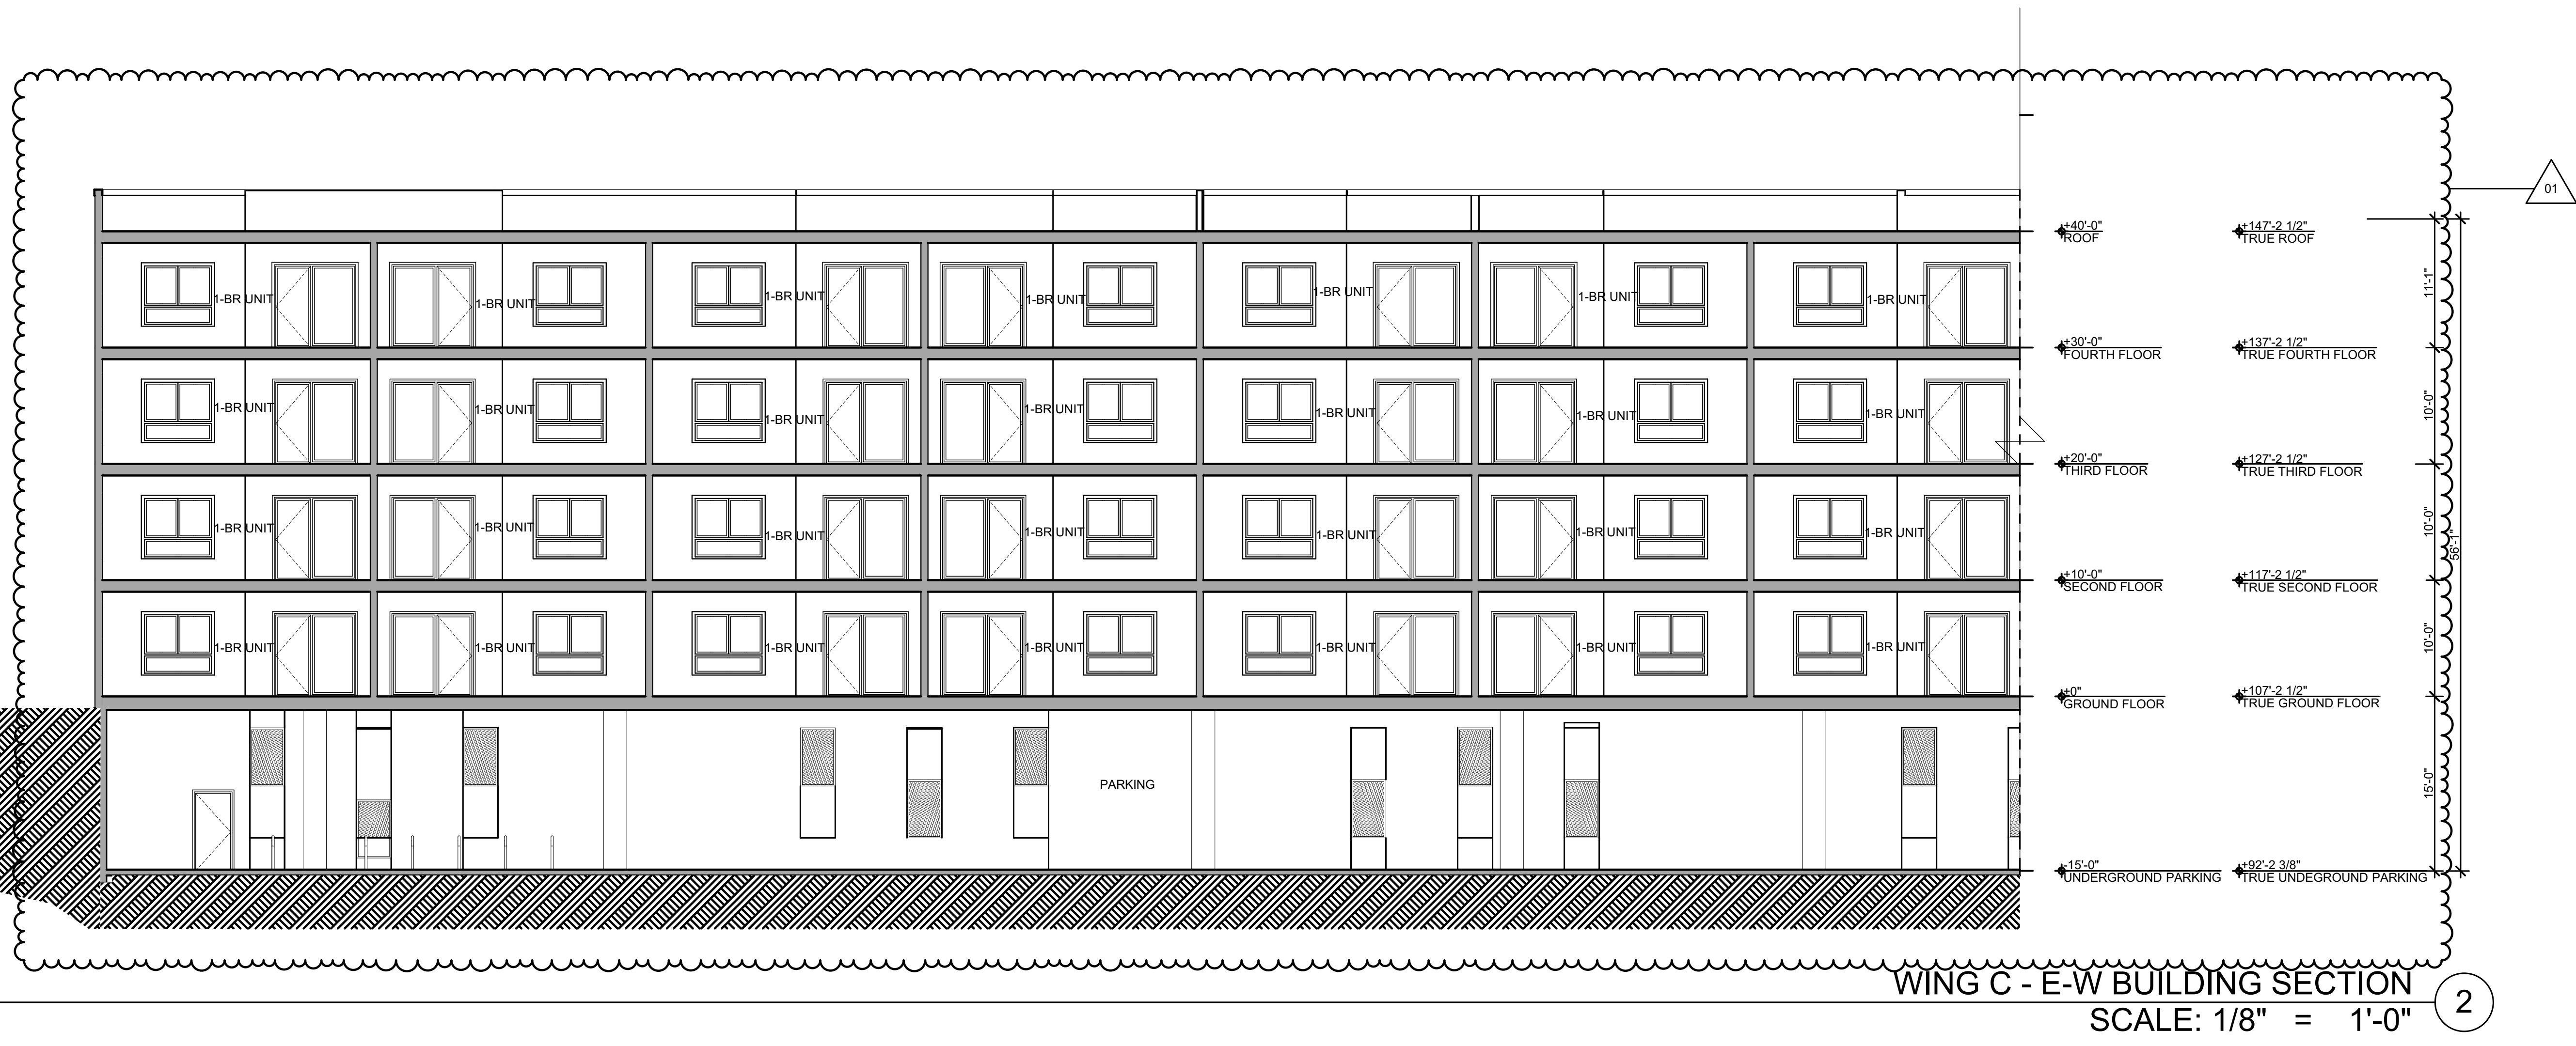 01
+40'-0"
ROOF
+147'-2 1/2"
TRUE ROOF
11'-1"
1-BR UNIT
1-BR UNIT
1-BR UNIT
1-BR UNIT
1-BR UNIT
1-BR UNIT
1-BR UNIT
+30'-0"
FOURTH FLOOR
+137'-2 1/2"
TRUE FOURTH FLOOR
10'-0"
1-BR UNIT
1-BR UNIT
1-BR UNIT
1-BR UNIT
1-BR UNIT
1-BR UNIT
1-BR UNIT
+20'-0"
THIRD FLOOR
+127'-2 1/2"
TRUE THIRD FLOOR
10'-0"
56'-1"
1-BR UNIT
1-BR UNIT
1-BR UNIT
1-BR UNIT
1-BR UNIT
1-BR UNIT
1-BR UNIT
+10'-0"
SECOND FLOOR
+117'-2 1/2"
TRUE SECOND FLOOR
10'-0"
1-BR UNIT
1-BR UNIT
1-BR UNIT
1-BR UNIT
1-BR UNIT
1-BR UNIT
1-BR UNIT
+0"
GROUND FLOOR
+107'-2 1/2"
TRUE GROUND FLOOR
15'-0"
PARKING
-15'-0"
UNDERGROUND PARKING
+92'-2 3/8"
TRUE UNDEGROUND PARKING
WING C - E-W BUILDING SECTION
2
SCALE: 1/8" = 1'-0"